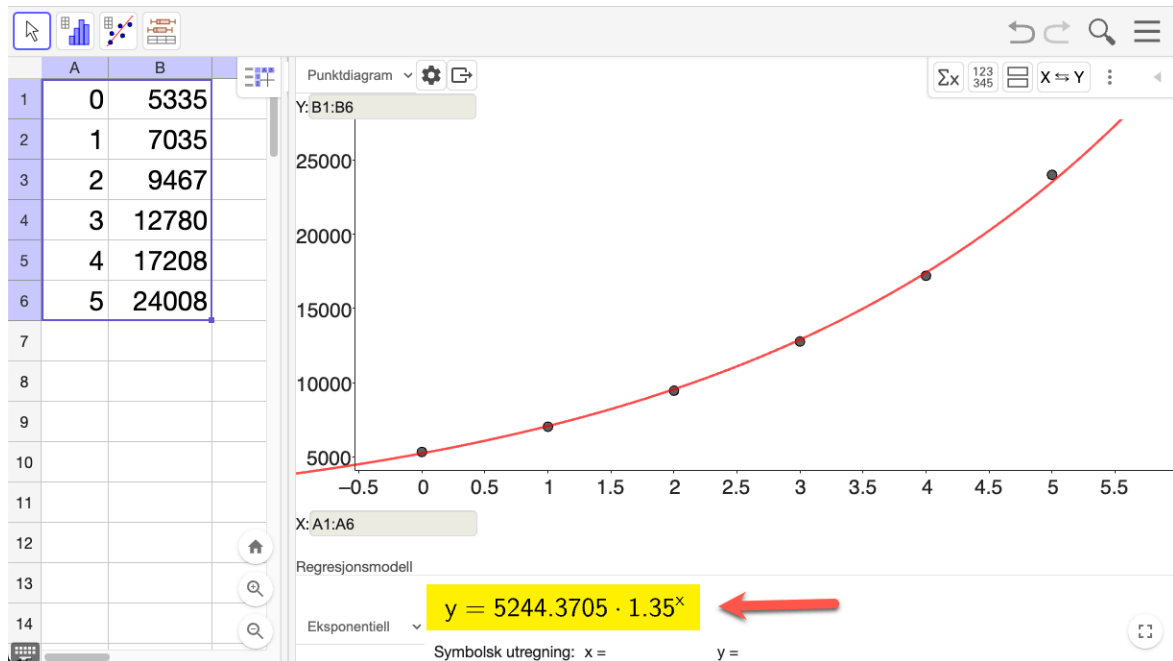 A B
1 0 5335
2 1 7035
3 2 9467
4 3 12780
5 4 17208
6 5 24008
7
8
9
10
11
12
13
14
Punktdiagram
Σx 123 345 X ⇆ Y
Y: B1:B6
25000
20000
15000
10000
5000
–0.5 0 0.5 1 1.5 2 2.5 3 3.5 4 4.5 5 5.5
X: A1:A6
Regresjonsmodell
y = 5244.3705 · 1.35ˣ
Eksponentiell
Symbolsk utregning: x = y =